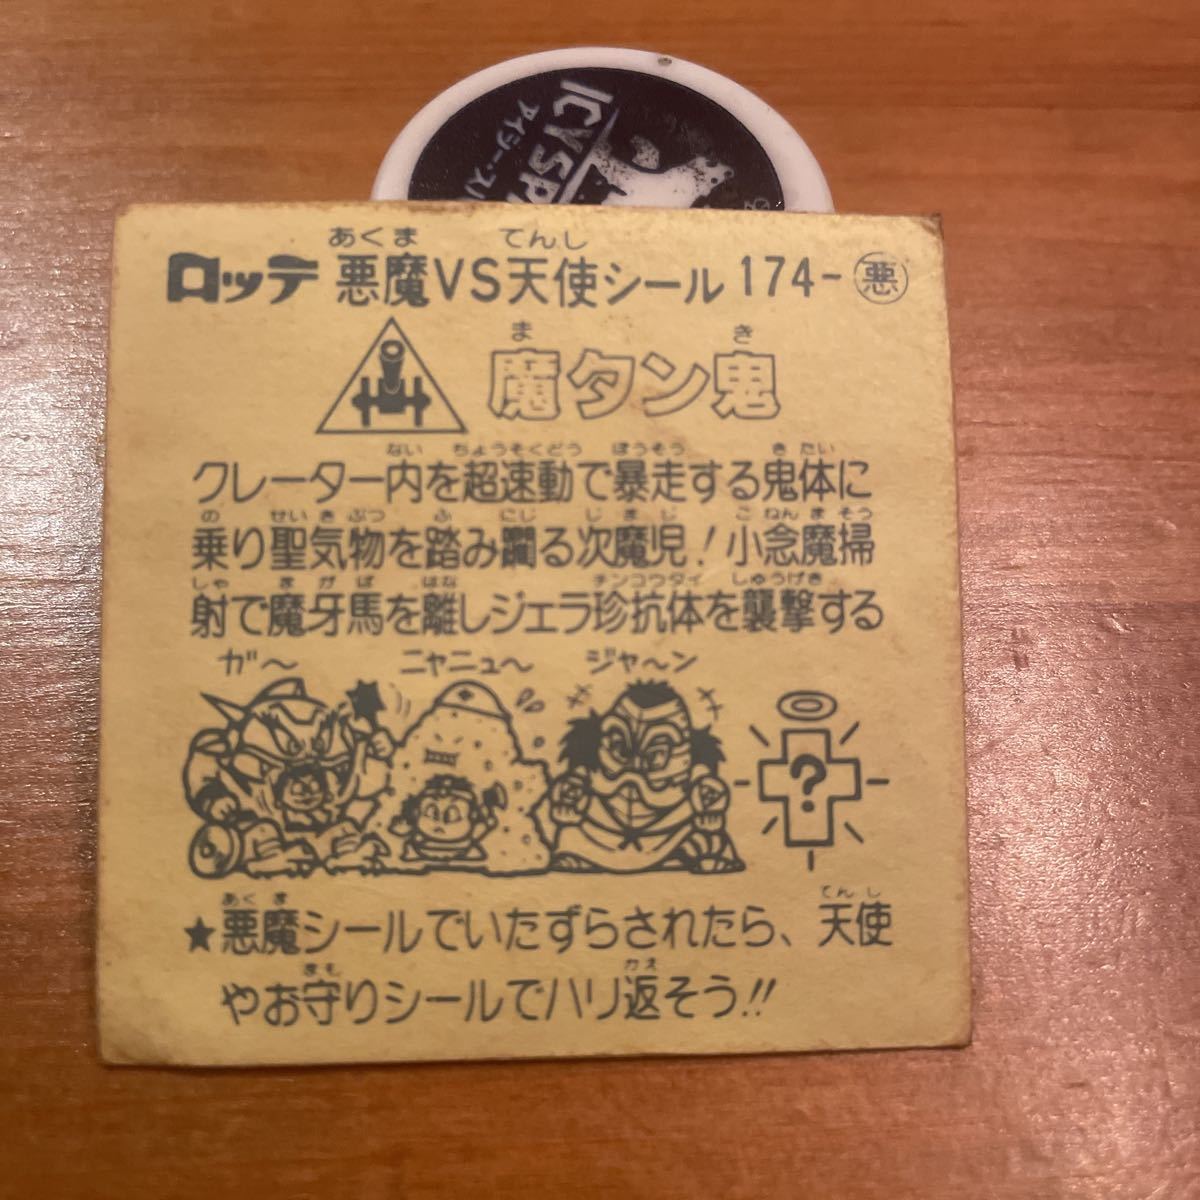 ICYSP
アイシー・ス
あくま てんし
ロッテ 悪魔VS天使シール 174-悪
ま き
魔タン鬼
ない ちょうそくどう ぼうそう き たい
クレーター内を超速動で暴走する鬼体に
の せい き ぶつ ふ にじ じ ま じ こ ねん ま そう
乗り聖気物を踏み躙る次魔児!小念魔掃
しゃ ま が ば はな チンコウタイ しゅうげき
射で魔牙馬を離しジェラ珍抗体を襲撃する
ガ〜 ニャニュ〜 ジャ〜ン
?
あく ま てん し
★悪魔シールでいたずらされたら、天使
まも かえ
やお守りシールでハリ返そう!!